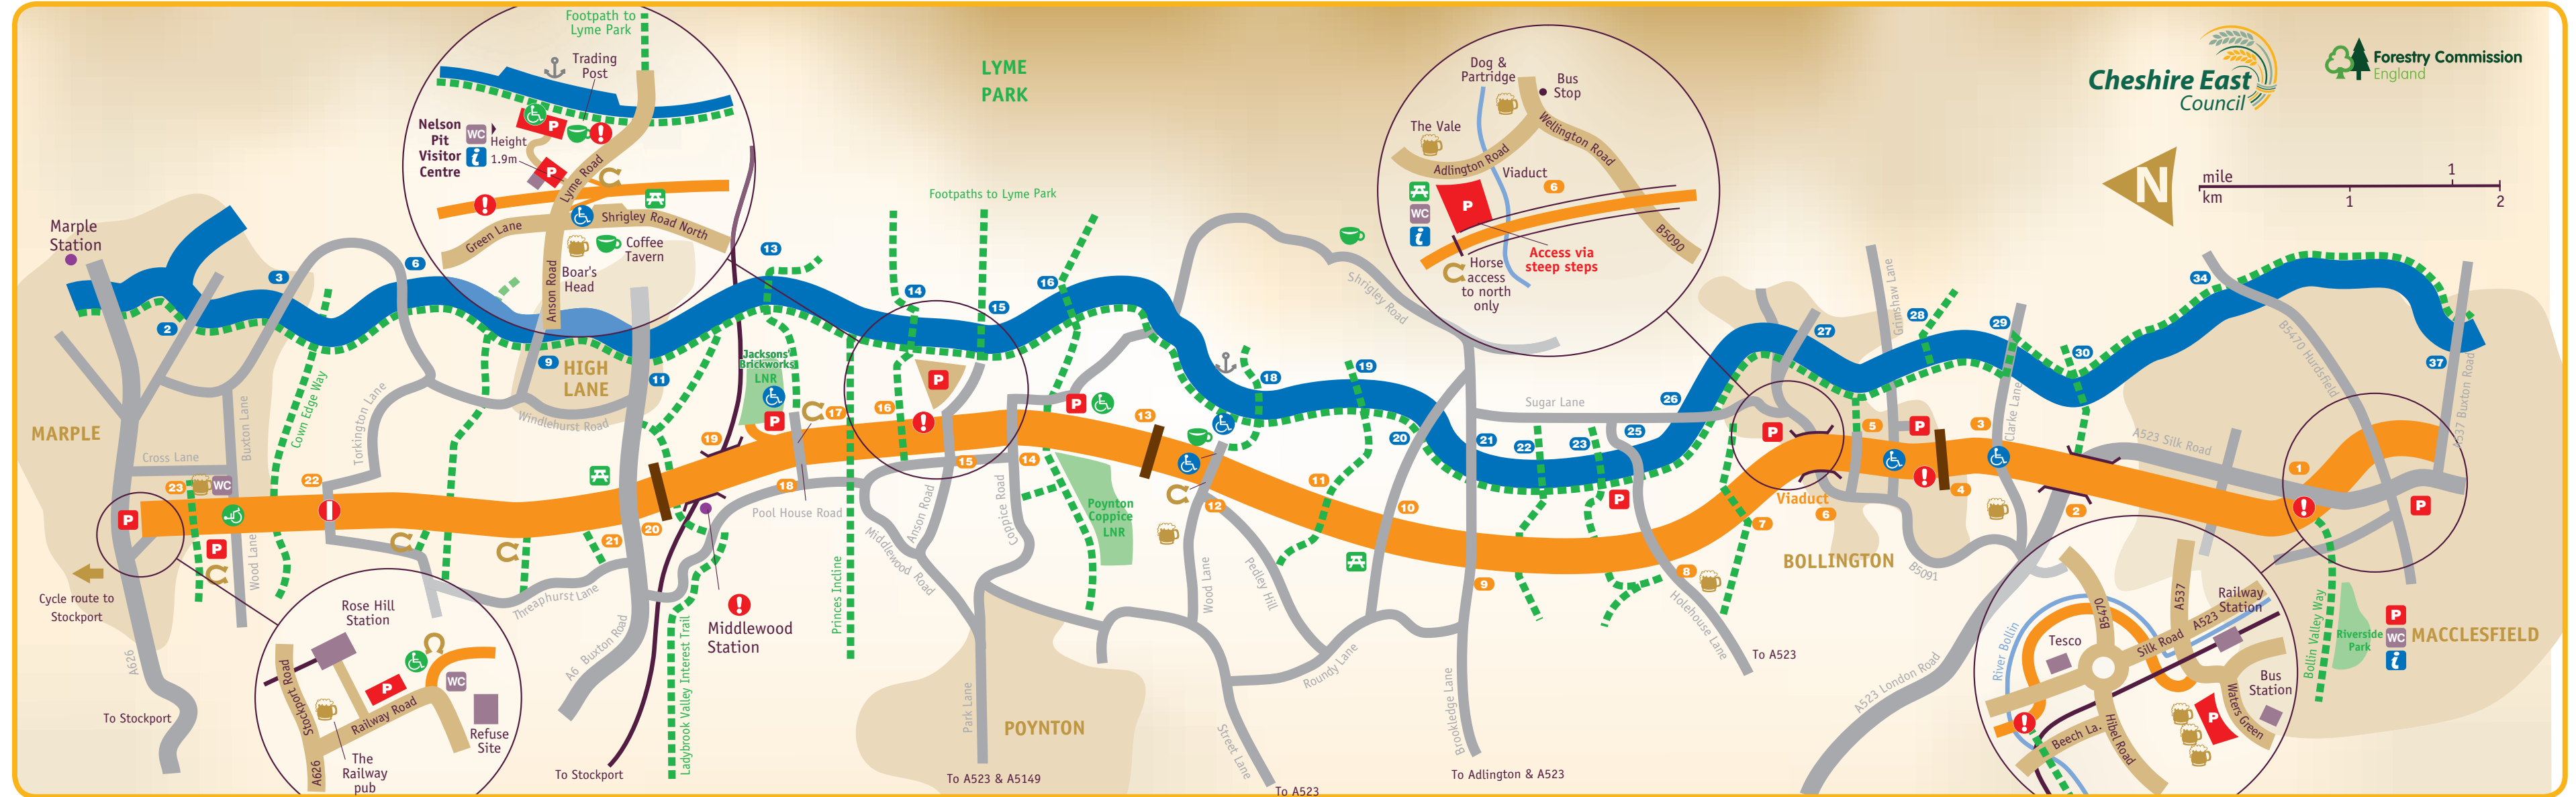 Footpath to
Lyme Park
Trading
Post
Nelson
Pit
Visitor
Centre
WC
i
Height
1.9m
P
P
Lyme Road
Green Lane
Shrigley Road North
Anson Road
Boar's
Head
Coffee
Tavern
LYME
PARK
Footpaths to Lyme Park
Dog &
Partridge
Bus
Stop
The Vale
Adlington Road
Wellington Road
Viaduct
6
B5090
WC
i
P
Access via
steep steps
Horse
access
to north
only
Cheshire East
Council
Forestry Commission
England
N
mile
1
km
1
2
Marple
Station
MARPLE
2
3
6
9
11
13
14
15
16
18
19
20
21
22
23
25
26
27
28
29
30
34
37
HIGH
LANE
Windlehurst Road
Torkington Lane
Cown Edge Way
Buxton Lane
Cross Lane
Wood Lane
23
WC
22
P
P
21
20
19
18
17
16
15
14
13
12
11
10
9
8
7
6
5
4
3
2
1
Cycle route to
Stockport
A626
To Stockport
Rose Hill
Station
Stockport Road
A626
Railway Road
P
WC
Refuse
Site
The
Railway
pub
Threaphurst Lane
A6 Buxton Road
To Stockport
Ladybrook Valley Interest Trail
Middlewood
Station
Jacksons'
Brickworks
LNR
P
Pool House Road
Princes Incline
Middlewood Road
Anson Road
Coppice Road
P
P
Poynton
Coppice
LNR
POYNTON
Park Lane
To A523 & A5149
Wood Lane
Pedley Hill
Street Lane
To A523
Roundy Lane
Brookledge Lane
To Adlington & A523
Shrigley Road
Sugar Lane
P
Holehouse Lane
To A523
P
Viaduct
BOLLINGTON
Grimshaw Lane
P
Clarke Lane
B5091
A523 London Road
A523 Silk Road
B5470 Hurdsfield
A537 Buxton Road
P
River Bollin
Tesco
B5470
A537
Silk Road
A523
Railway
Station
Bus
Station
Waters Green
P
Beech La.
Hibel Road
Bollin Valley Way
Riverside
Park
P
WC
i
MACCLESFIELD